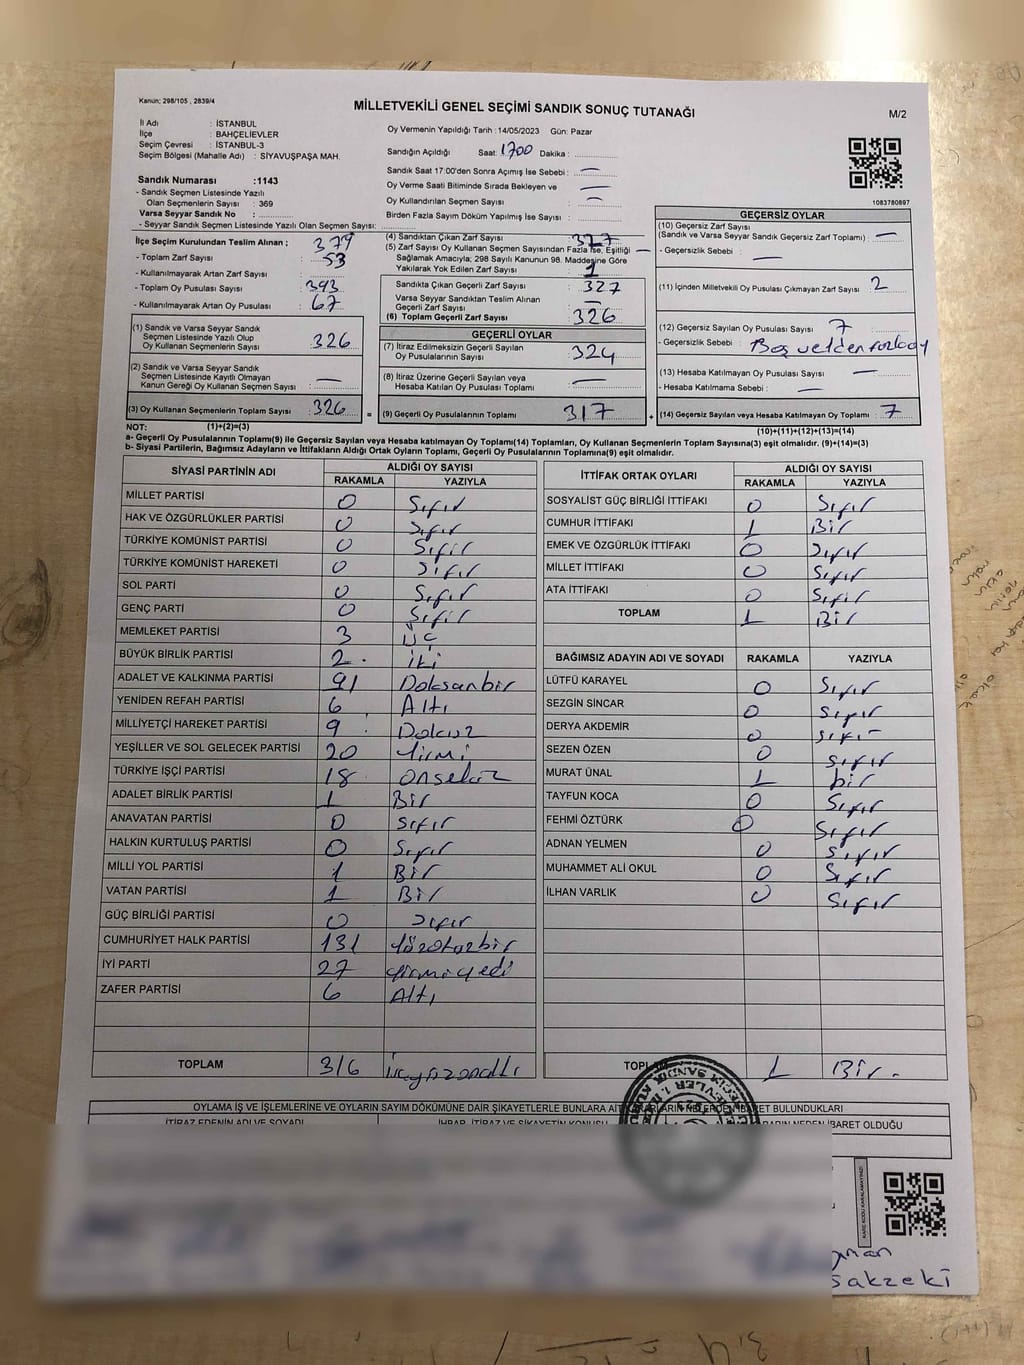 Kanun; 298/105 , 2839/4
MİLLETVEKİLİ GENEL SEÇİMİ SANDIK SONUÇ TUTANAĞI
M/2
İl Adı : İSTANBUL
İlçe : BAHÇELİEVLER
Seçim Çevresi : İSTANBUL-3
Seçim Bölgesi (Mahalle Adı) : SİYAVUŞPAŞA MAH.
Sandık Numarası :1143
- Sandık Seçmen Listesinde Yazılı
Olan Seçmenlerin Sayısı : 369
Varsa Seyyar Sandık No : ..............
- Seyyar Sandık Seçmen Listesinde Yazılı Olan Seçmen Sayısı: ..............
Oy Vermenin Yapıldığı Tarih : 14/05/2023 Gün: Pazar
Sandığın Açıldığı Saat: 1700 Dakika : ..............
Sandık Saat 17:00'den Sonra Açımış İse Sebebi : —
Oy Verme Saati Bitiminde Sırada Bekleyen ve —
Oy Kullandırılan Seçmen Sayısı : —
Birden Fazla Sayım Döküm Yapılmış İse Sayısı : ..............
1083780897
İlçe Seçim Kurulundan Teslim Alınan ; 379
- Toplam Zarf Sayısı : 53
- Kullanılmayarak Artan Zarf Sayısı : ..............
- Toplam Oy Pusulası Sayısı : 393
- Kullanılmayarak Artan Oy Pusulası : 67
(1) Sandık ve Varsa Seyyar Sandık
Seçmen Listesinde Yazılı Olup
Oy Kullanan Seçmenlerin Sayısı : 326
(2) Sandık ve Varsa Seyyar Sandık
Seçmen Listesinde Kayıtlı Olmayan
Kanun Gereği Oy Kullanan Seçmen Sayısı : —
(3) Oy Kullanan Seçmenlerin Toplam Sayısı : 326 =
(4) Sandıktan Çıkan Zarf Sayısı : 327
(5) Zarf Sayısı Oy Kullanan Seçmen Sayısından Fazla İse, Eşitliği —
Sağlamak Amacıyla; 298 Sayılı Kanunun 98. Maddesine Göre
Yakılarak Yok Edilen Zarf Sayısı : 1
Sandıkta Çıkan Geçerli Zarf Sayısı : 327
Varsa Seyyar Sandıktan Teslim Alınan
Geçerli Zarf Sayısı : —
(6) Toplam Geçerli Zarf Sayısı : 326
GEÇERLİ OYLAR
(7) İtiraz Edilmeksizin Geçerli Sayılan
Oy Pusulalarının Sayısı : 324
(8) İtiraz Üzerine Geçerli Sayılan veya
Hesaba Katılan Oy Pusulası Toplamı : —
(9) Geçerli Oy Pusulalarının Toplamı : 317 +
GEÇERSİZ OYLAR
(10) Geçersiz Zarf Sayısı
(Sandık ve Varsa Seyyar Sandık Geçersiz Zarf Toplamı) : —
- Geçersizlik Sebebi : —
(11) İçinden Milletvekili Oy Pusulası Çıkmayan Zarf Sayısı : 2
(12) Geçersiz Sayılan Oy Pusulası Sayısı : 7
- Geçersizlik Sebebi : Boş
(13) Hesaba Katılmayan Oy Pusulası Sayısı : —
- Hesaba Katılmama Sebebi : —
(14) Geçersiz Sayılan veya Hesaba Katılmayan Oy Toplamı : 7
NOT: (1)+(2)=(3) (10)+(11)+(12)+(13)=(14)
a- Geçerli Oy Pusulalarının Toplamı(9) ile Geçersiz Sayılan veya Hesaba katılmayan Oy Toplamı(14) Toplamları, Oy Kullanan Seçmenlerin Toplam Sayısına(3) eşit olmalıdır. (9)+(14)=(3)
b- Siyasi Partilerin, Bağımsız Adayların ve İttifakların Aldığı Ortak Oyların Toplamı, Geçerli Oy Pusulalarının Toplamına(9) eşit olmalıdır.
SİYASİ PARTİNİN ADI ALDIĞI OY SAYISI
RAKAMLA YAZIYLA
MİLLET PARTİSİ 0 Sıfır
HAK VE ÖZGÜRLÜKLER PARTİSİ 0 Sıfır
TÜRKİYE KOMÜNİST PARTİSİ 0 Sıfır
TÜRKİYE KOMÜNİST HAREKETİ 0 Sıfır
SOL PARTİ 0 Sıfır
GENÇ PARTİ 0 Sıfır
MEMLEKET PARTİSİ 3 Üç
BÜYÜK BİRLİK PARTİSİ 2 İki
ADALET VE KALKINMA PARTİSİ 91 Doksanbir
YENİDEN REFAH PARTİSİ 6 Altı
MİLLİYETÇİ HAREKET PARTİSİ 9 Dokuz
YEŞİLLER VE SOL GELECEK PARTİSİ 20 Yirmi
TÜRKİYE İŞÇİ PARTİSİ 18 Onsekiz
ADALET BİRLİK PARTİSİ 1 Bir
ANAVATAN PARTİSİ 0 Sıfır
HALKIN KURTULUŞ PARTİSİ 0 Sıfır
MİLLİ YOL PARTİSİ 1 Bir
VATAN PARTİSİ 1 Bir
GÜÇ BİRLİĞİ PARTİSİ 0 Sıfır
CUMHURİYET HALK PARTİSİ 131 Yüzotuzbir
İYİ PARTİ 27 Yirmiyedi
ZAFER PARTİSİ 6 Altı
TOPLAM 316 Üçyüzonaltı
İTTİFAK ORTAK OYLARI ALDIĞI OY SAYISI
RAKAMLA YAZIYLA
SOSYALİST GÜÇ BİRLİĞİ İTTİFAKI 0 Sıfır
CUMHUR İTTİFAKI 1 Bir
EMEK VE ÖZGÜRLÜK İTTİFAKI 0 Sıfır
MİLLET İTTİFAKI 0 Sıfır
ATA İTTİFAKI 0 Sıfır
TOPLAM 1 Bir
BAĞIMSIZ ADAYIN ADI VE SOYADI RAKAMLA YAZIYLA
LÜTFÜ KARAYEL 0 Sıfır
SEZGİN SİNCAR 0 Sıfır
DERYA AKDEMİR 0 Sıfır
SEZEN ÖZEN 0 Sıfır
MURAT ÜNAL 1 bir
TAYFUN KOCA 0 Sıfır
FEHMİ ÖZTÜRK 0 Sıfır
ADNAN YELMEN 0 Sıfır
MUHAMMET ALİ OKUL 0 Sıfır
İLHAN VARLIK 0 Sıfır
TOPLAM 1 Bir
OYLAMA İŞ VE İŞLEMLERİNE VE OYLARIN SAYIM DÖKÜMÜNE DAİR ŞİKAYETLERLE BUNLARA AİT KARARLARIN NELERDEN İBARET BULUNDUKLARI
İTİRAZ EDENİN ADI VE SOYADI İHBAR, İTİRAZ VE ŞİKAYETİN KONUSU KARARIN NEDEN İBARET OLDUĞU